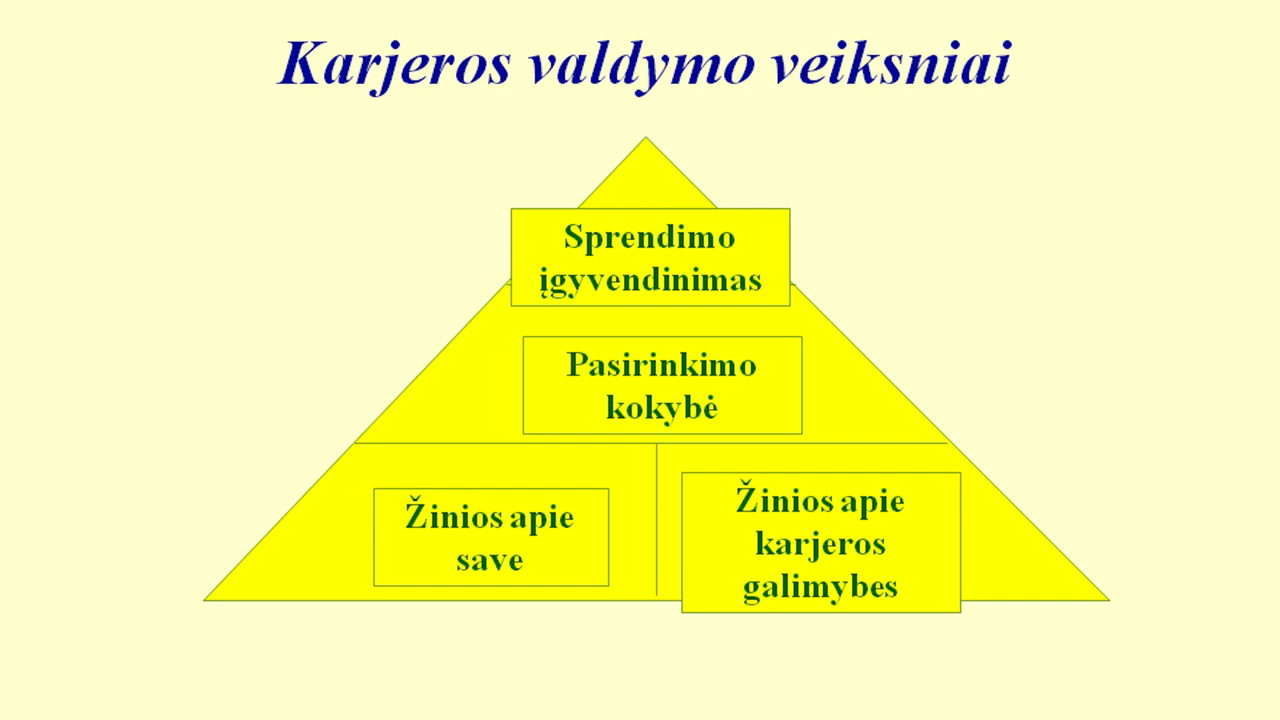 Karjeros valdymo veiksniai
Sprendimo
įgyvendinimas
Pasirinkimo
kokybė
Žinios apie
save
Žinios apie
karjeros
galimybes